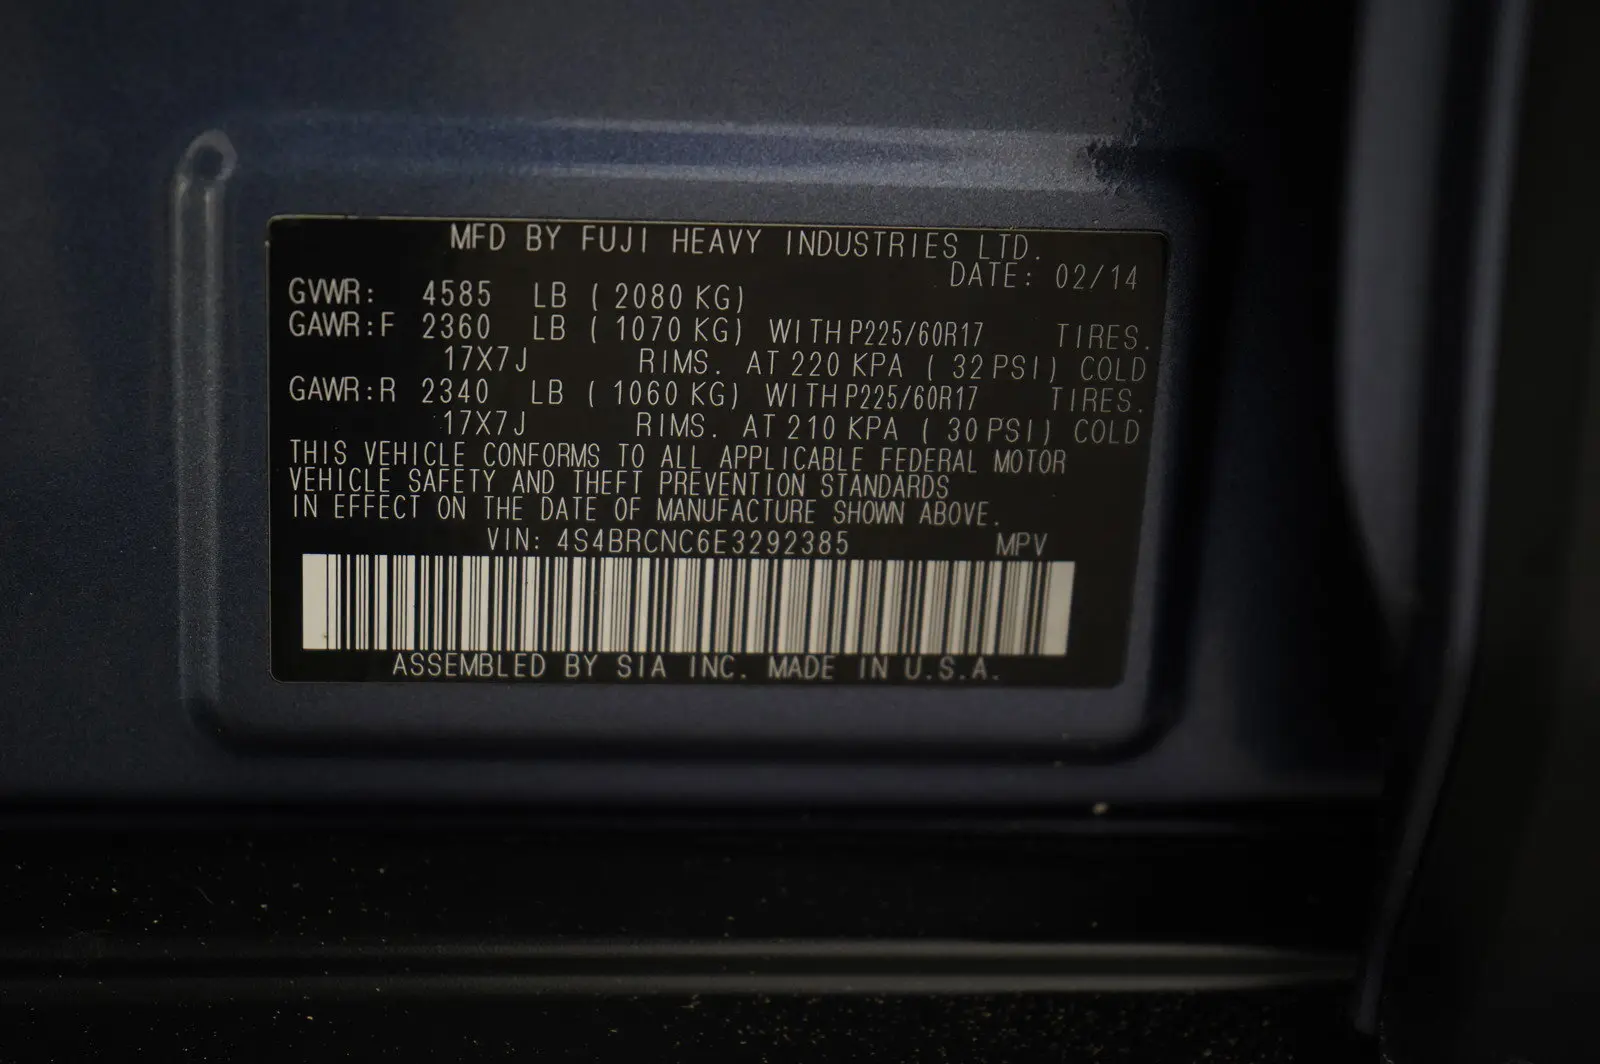 MFD BY FUJI HEAVY INDUSTRIES LTD.
DATE: 02/14
GVWR: 4585 LB ( 2080 KG)
GAWR:F 2360 LB ( 1070 KG) WITH P225/60R17 TIRES.
17X7J RIMS. AT 220 KPA ( 32 PSI) COLD
GAWR:R 2340 LB ( 1060 KG) WITH P225/60R17 TIRES.
17X7J RIMS. AT 210 KPA ( 30 PSI) COLD
THIS VEHICLE CONFORMS TO ALL APPLICABLE FEDERAL MOTOR
VEHICLE SAFETY AND THEFT PREVENTION STANDARDS
IN EFFECT ON THE DATE OF MANUFACTURE SHOWN ABOVE.
VIN: 4S4BRCNC6E3292385 MPV
ASSEMBLED BY SIA INC. MADE IN U.S.A.